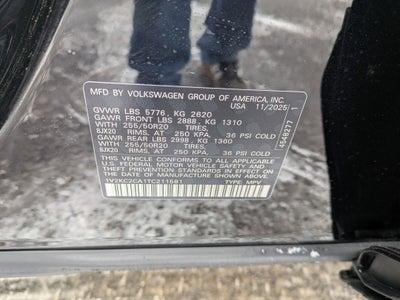 MFD BY VOLKSWAGEN GROUP OF AMERICA, INC.
USA 11/2025
GVWR LBS 5776, KG 2620
GAWR FRONT LBS 2888, KG 1310
WITH 255/50R20 TIRES,
8JX20 RIMS, AT 250 KPA, 36 PSI COLD
GAWR REAR LBS 2998, KG 1360
WITH 255/50R20 TIRES,
8JX20 RIMS, AT 250 KPA, 36 PSI COLD
THIS VEHICLE CONFORMS TO ALL APPLICABLE
U.S. FEDERAL MOTOR VEHICLE SAFETY
STANDARDS IN EFFECT ON THE DATE OF
MANUFACTURE SHOWN ABOVE.
TYPE: MPV
4648277